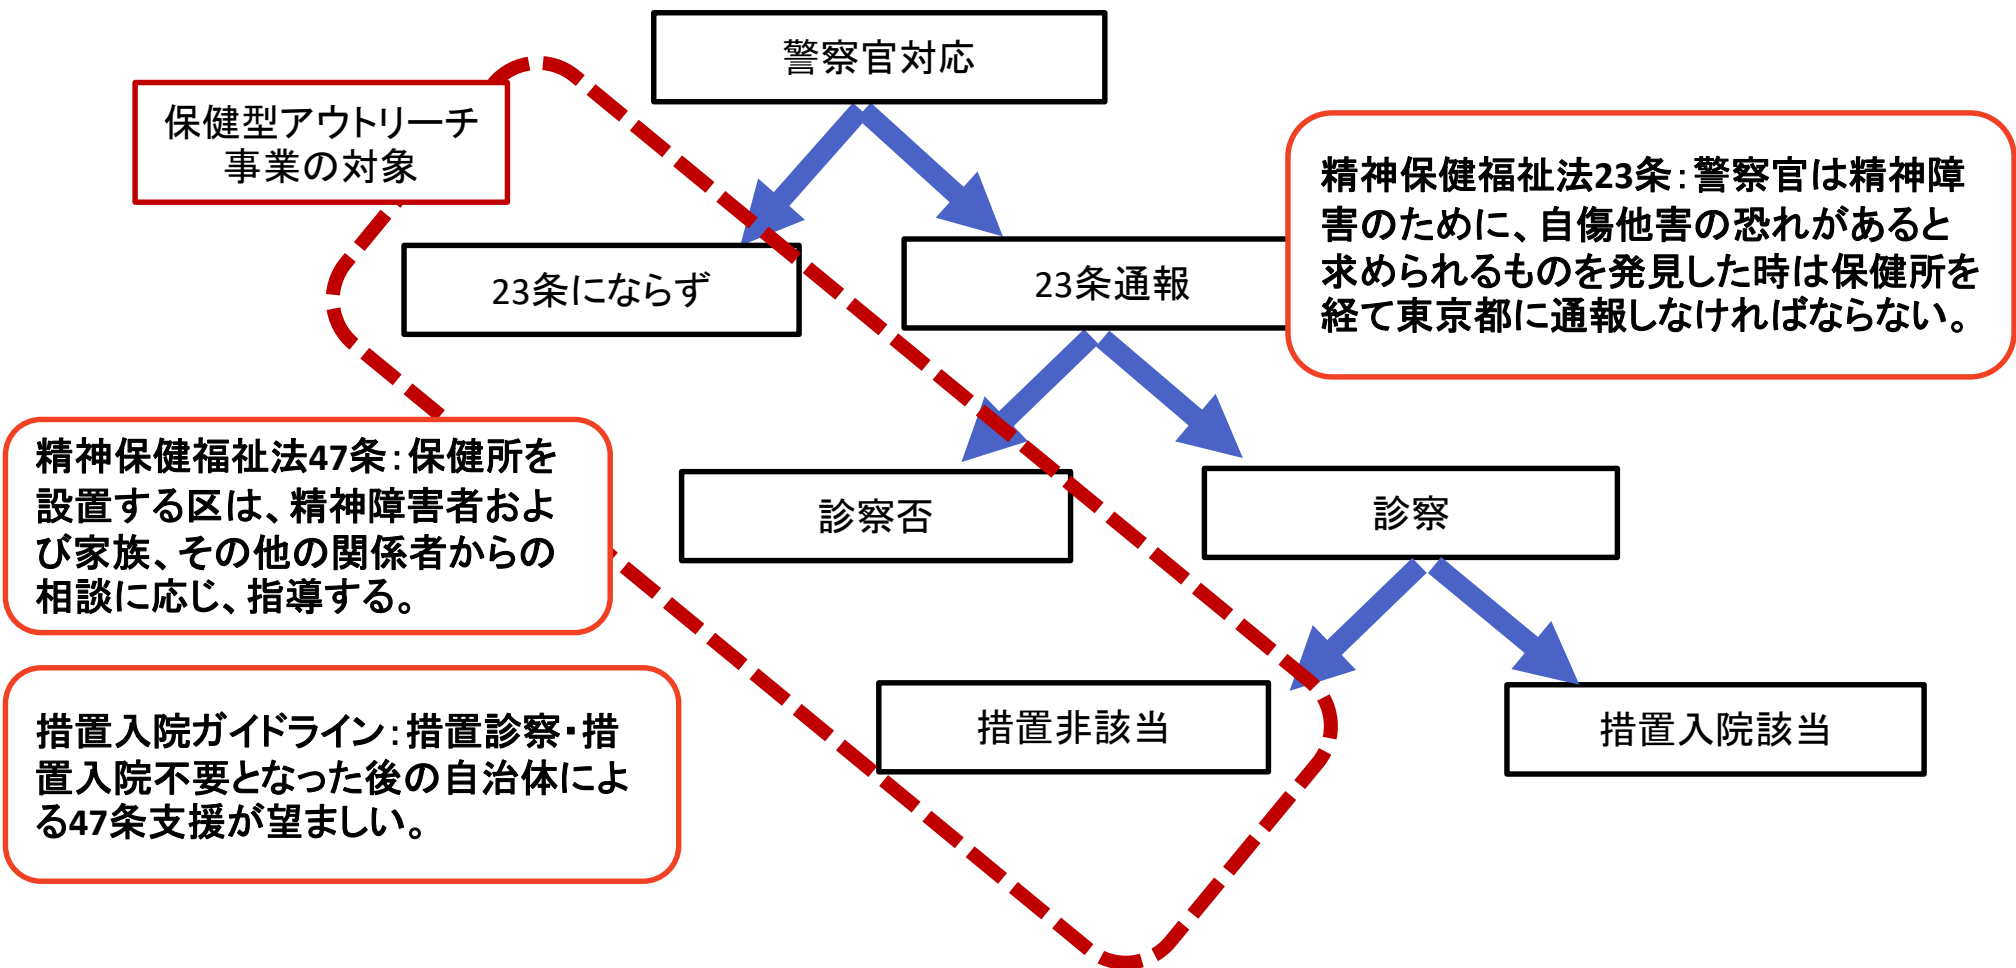 警察官対応
保健型アウトリーチ
事業の対象
精神保健福祉法23条:警察官は精神障
害のために、自傷他害の恐れがあると
求められるものを発見した時は保健所を
経て東京都に通報しなければならない。
23条にならず
23条通報
精神保健福祉法47条:保健所を
設置する区は、精神障害者およ
び家族、その他の関係者からの
相談に応じ、指導する。
診察否
診察
措置入院ガイドライン:措置診察・措
置入院不要となった後の自治体によ
る47条支援が望ましい。
措置非該当
措置入院該当